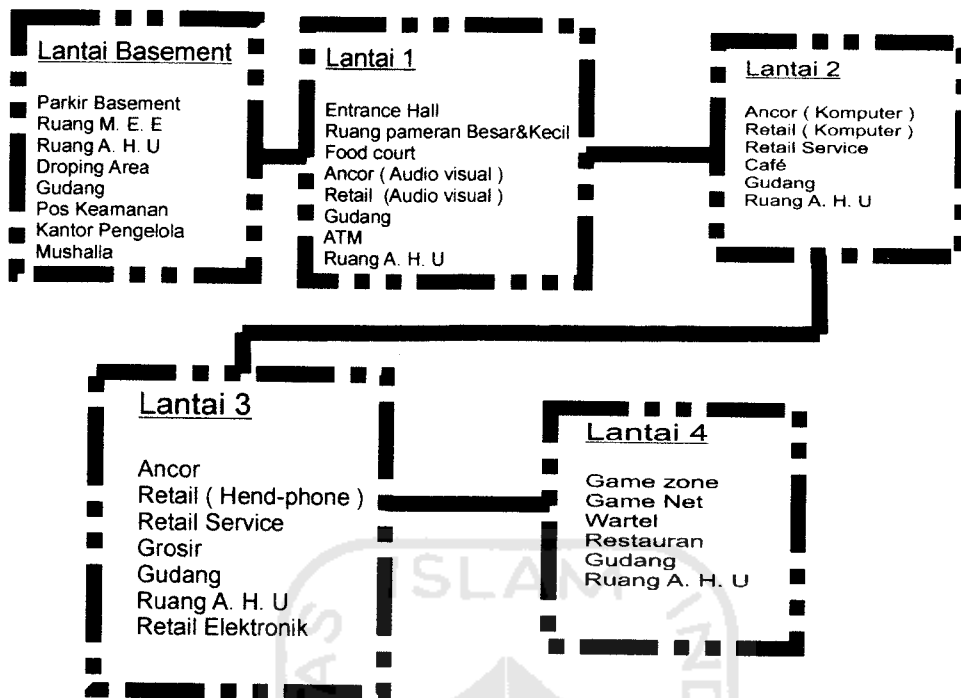 Lantai Basement
Parkir Basement
Ruang M. E. E
Ruang A. H. U
Droping Area
Gudang
Pos Keamanan
Kantor Pengelola
Mushalla
Lantai 1
Entrance Hall
Ruang pameran Besar&Kecil
Food court
Ancor ( Audio visual )
Retail (Audio visual )
Gudang
ATM
Ruang A. H. U
Lantai 2
Ancor ( Komputer )
Retail ( Komputer )
Retail Service
Café
Gudang
Ruang A. H. U
Lantai 3
Ancor
Retail ( Hend-phone )
Retail Service
Grosir
Gudang
Ruang A. H. U
Retail Elektronik
Lantai 4
Game zone
Game Net
Wartel
Restauran
Gudang
Ruang A. H. U
ISLAM